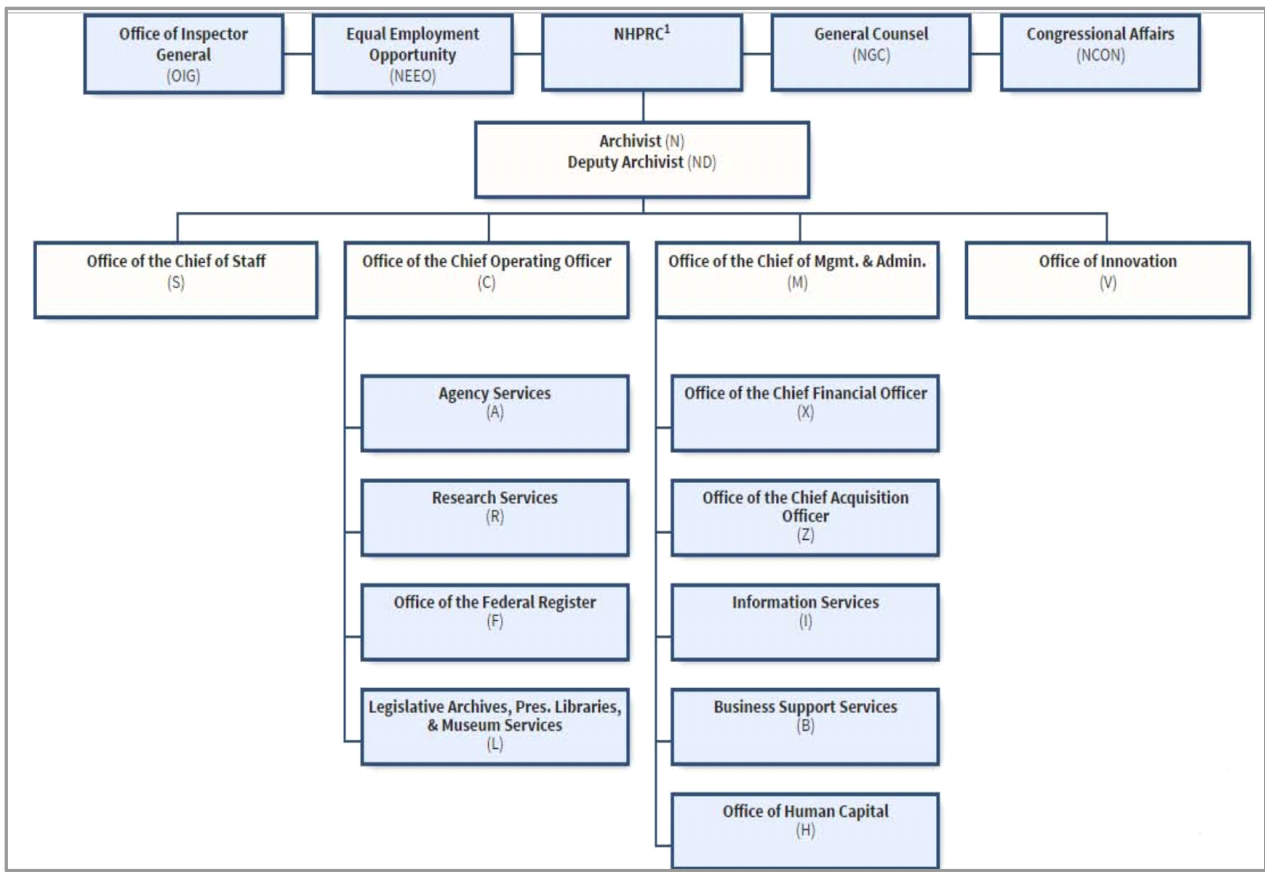 Office of Inspector
General
(OIG)
Equal Employment
Opportunity
(NEEO)
NHPRC¹
General Counsel
(NGC)
Congressional Affairs
(NCON)
Archivist (N)
Deputy Archivist (ND)
Office of the Chief of Staff
(S)
Office of the Chief Operating Officer
(C)
Office of the Chief of Mgmt. & Admin.
(M)
Office of Innovation
(V)
Agency Services
(A)
Research Services
(R)
Office of the Federal Register
(F)
Legislative Archives, Pres. Libraries,
& Museum Services
(L)
Office of the Chief Financial Officer
(X)
Office of the Chief Acquisition
Officer
(Z)
Information Services
(I)
Business Support Services
(B)
Office of Human Capital
(H)